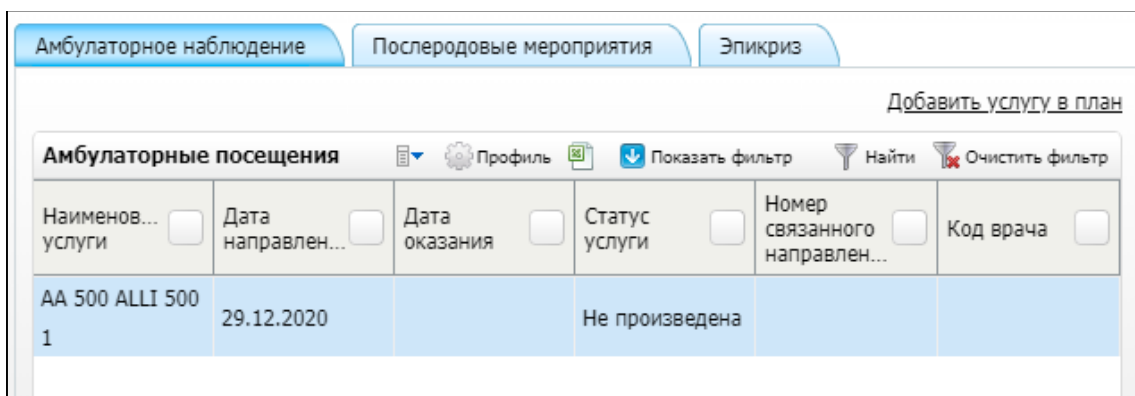 Амбулаторное наблюдение Послеродовые мероприятия Эпикриз
Добавить услугу в план
Амбулаторные посещения Профиль Показать фильтр Найти Очистить фильтр
Наименов... услуги Дата направлен... Дата оказания Статус услуги Номер связанного направлен... Код врача
AA 500 ALLI 500 1 29.12.2020 Не произведена